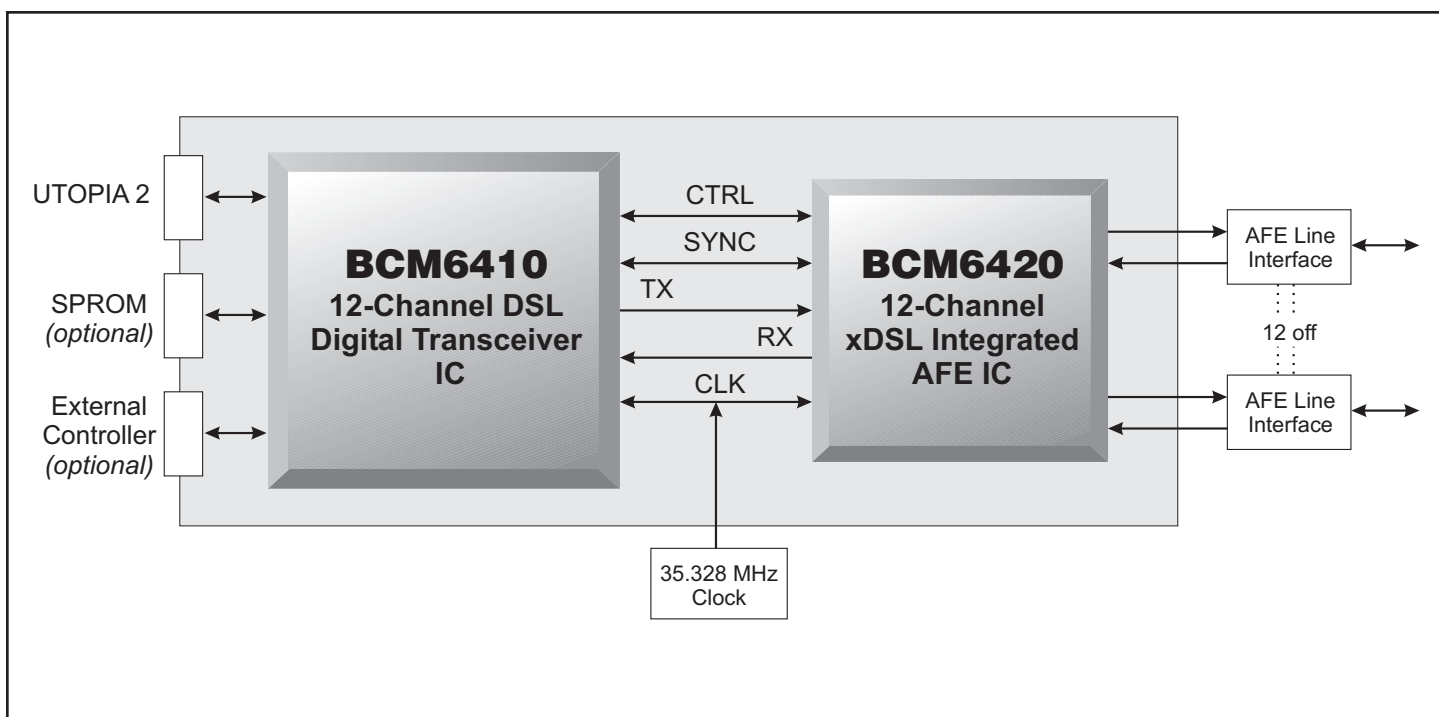 UTOPIA 2
SPROM
(optional)
External
Controller
(optional)
BCM6410
12-Channel DSL
Digital Transceiver
IC
CTRL
SYNC
TX
RX
CLK
BCM6420
12-Channel
xDSL Integrated
AFE IC
AFE Line
Interface
12 off
AFE Line
Interface
35.328 MHz
Clock